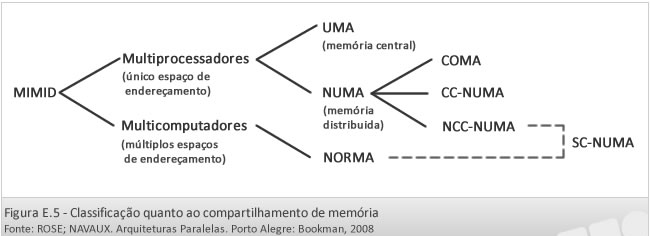 UMA
(memória central)
Multiprocessadores
(único espaço de
endereçamento)
COMA
MIMID
NUMA
(memória
distribuida)
CC-NUMA
Multicomputadores
(múltiplos espaços
de endereçamento)
NCC-NUMA
SC-NUMA
NORMA
Figura E.5 - Classificação quanto ao compartilhamento de memória
Fonte: ROSE; NAVAUX. Arquiteturas Paralelas. Porto Alegre: Bookman, 2008